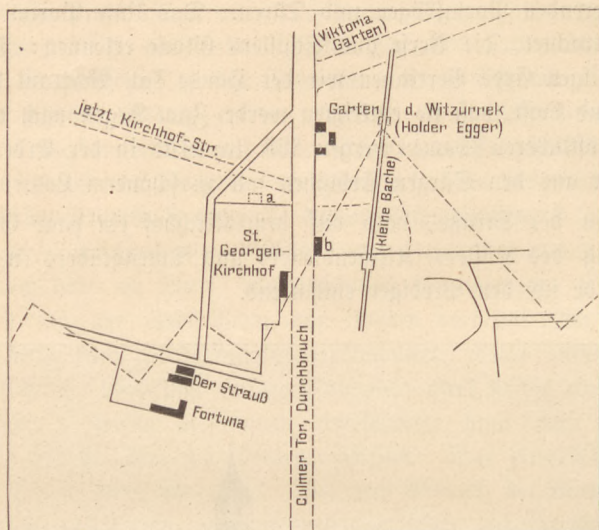 (Viktoria
Garten)
jetzt Kirchhof-Str.
Garten
d. Witzurrek
(Holder Egger)
(kleine Bache)
a
St.
Georgen-
Kirchhof
b
Culmer Tor, Durchbruch
Der Strauß
Fortuna